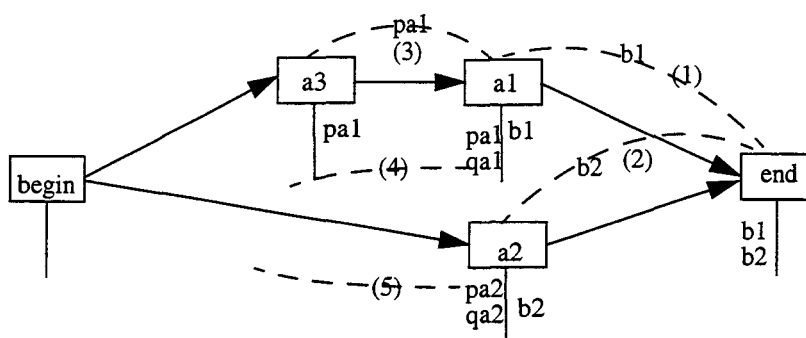 pa1
(3)
b1
(1)
a3
a1
pa1
pa1 b1
qa1
(4)
b2
(2)
begin
end
a2
b1
b2
(5)
pa2
qa2
b2